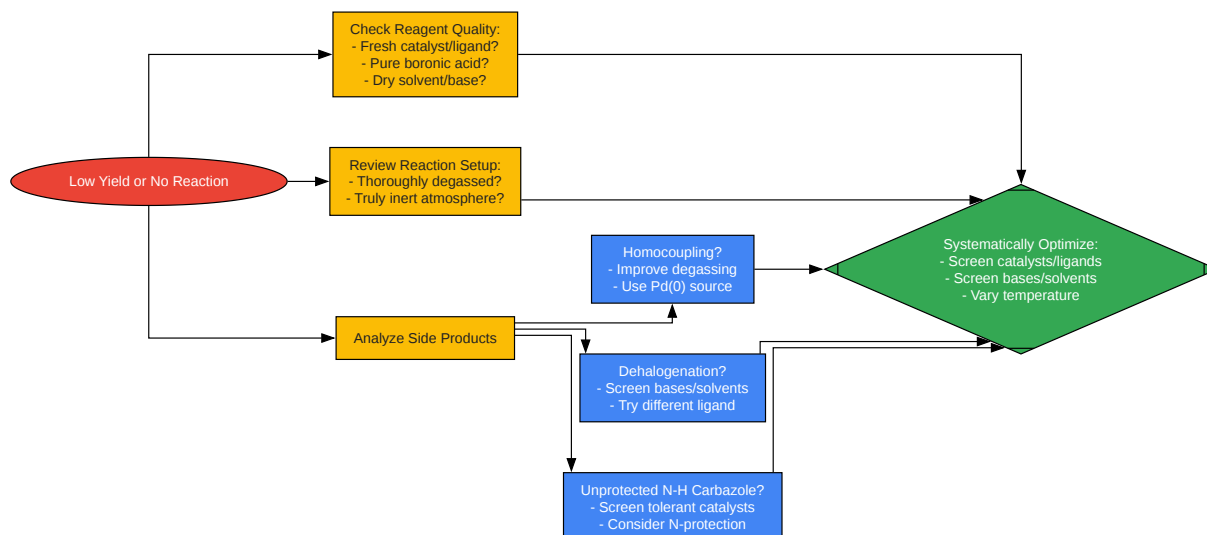 Check Reagent Quality:
- Fresh catalyst/ligand?
- Pure boronic acid?
- Dry solvent/base?
Low Yield or No Reaction
Review Reaction Setup:
- Thoroughly degassed?
- Truly inert atmosphere?
Analyze Side Products
Homocoupling?
- Improve degassing
- Use Pd(0) source
Dehalogenation?
- Screen bases/solvents
- Try different ligand
Unprotected N-H Carbazole?
- Screen tolerant catalysts
- Consider N-protection
Systematically Optimize:
- Screen catalysts/ligands
- Screen bases/solvents
- Vary temperature